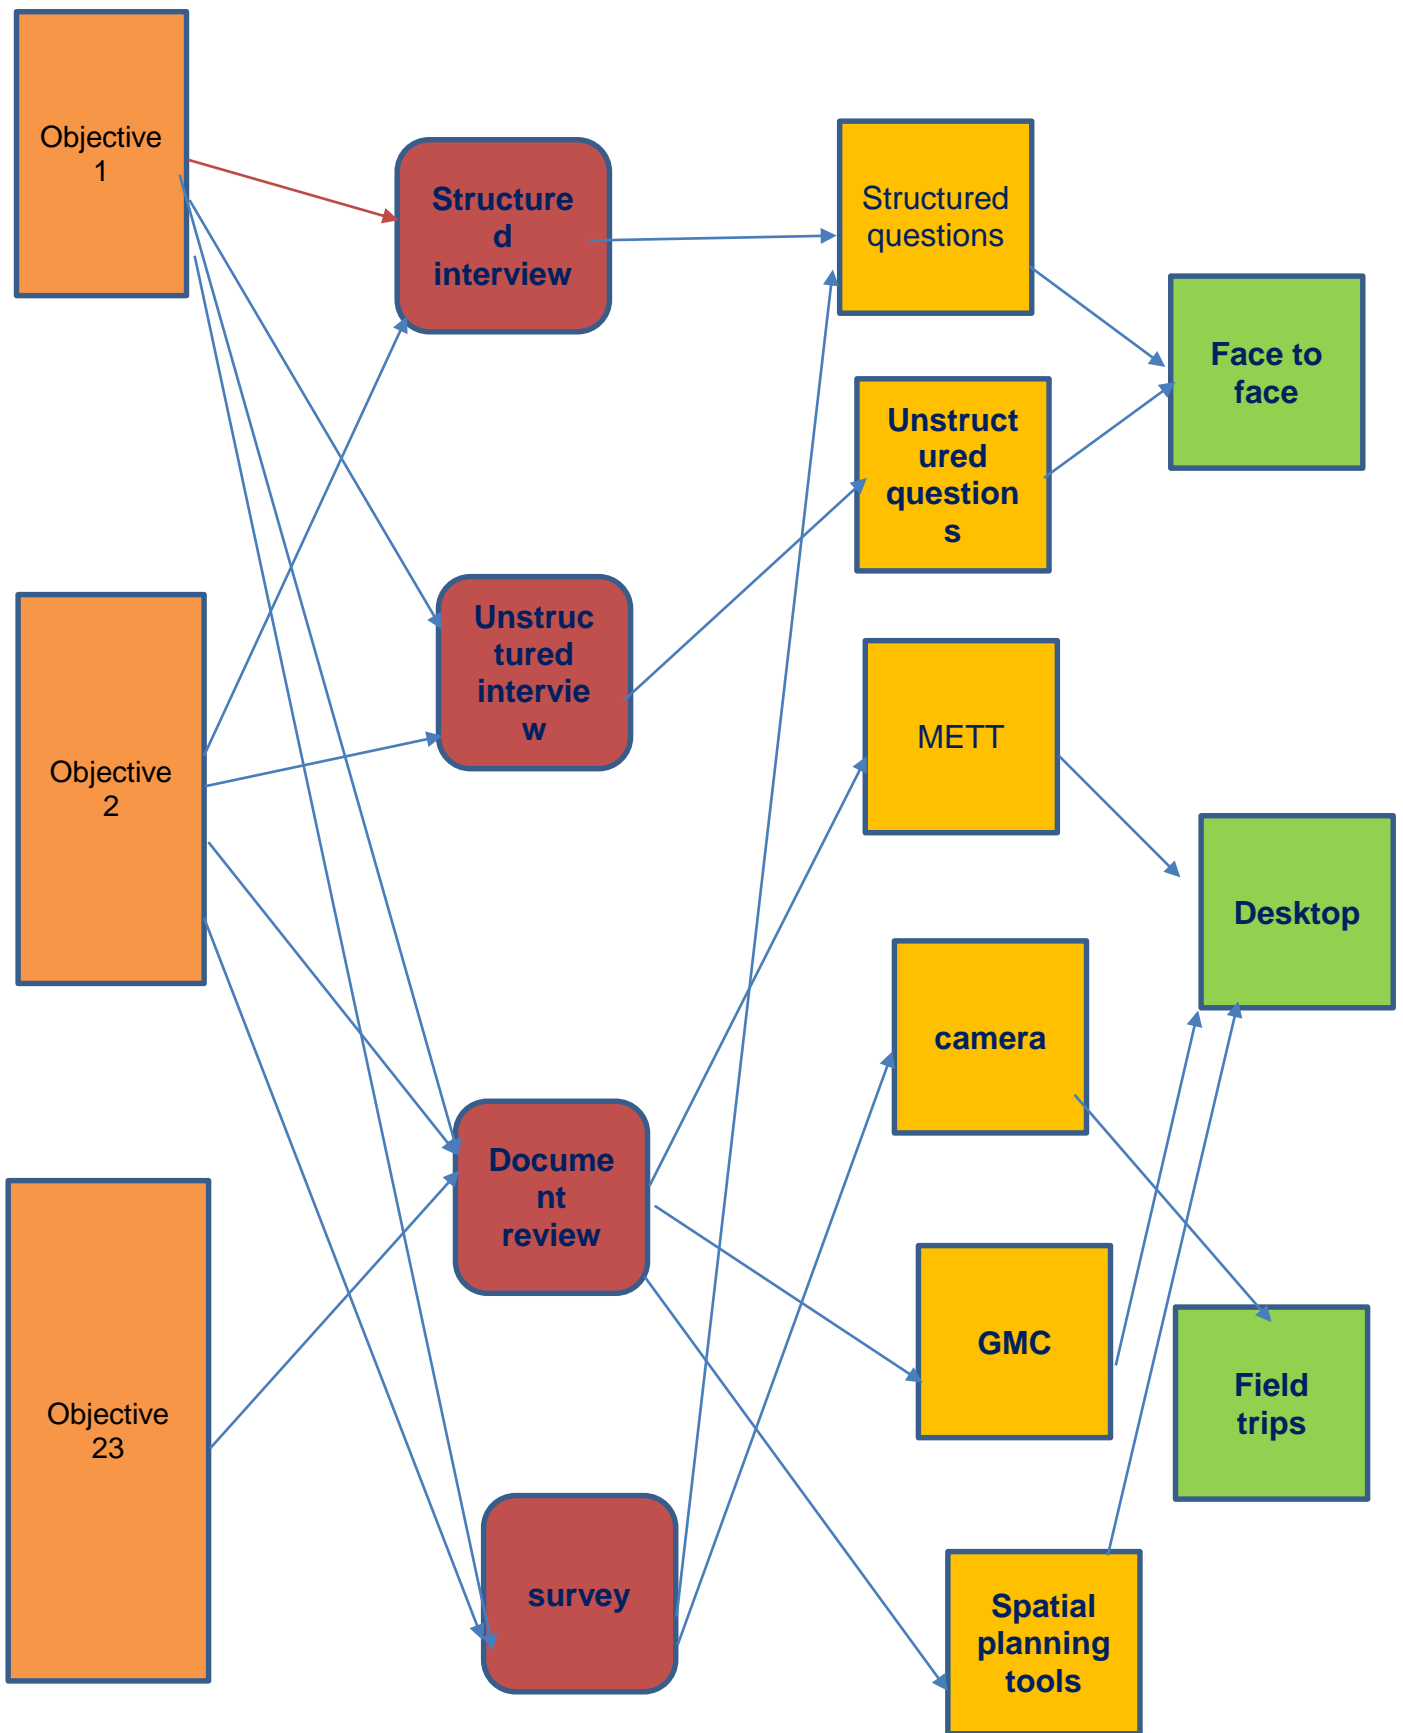 Objective
1
Structure
d
interview
Structured
questions
Face to
face
Unstruct
ured
question
s
Objective
2
Unstruc
tured
intervie
w
METT
Desktop
camera
Objective
23
Docume
nt
review
GMC
Field
trips
survey
Spatial
planning
tools